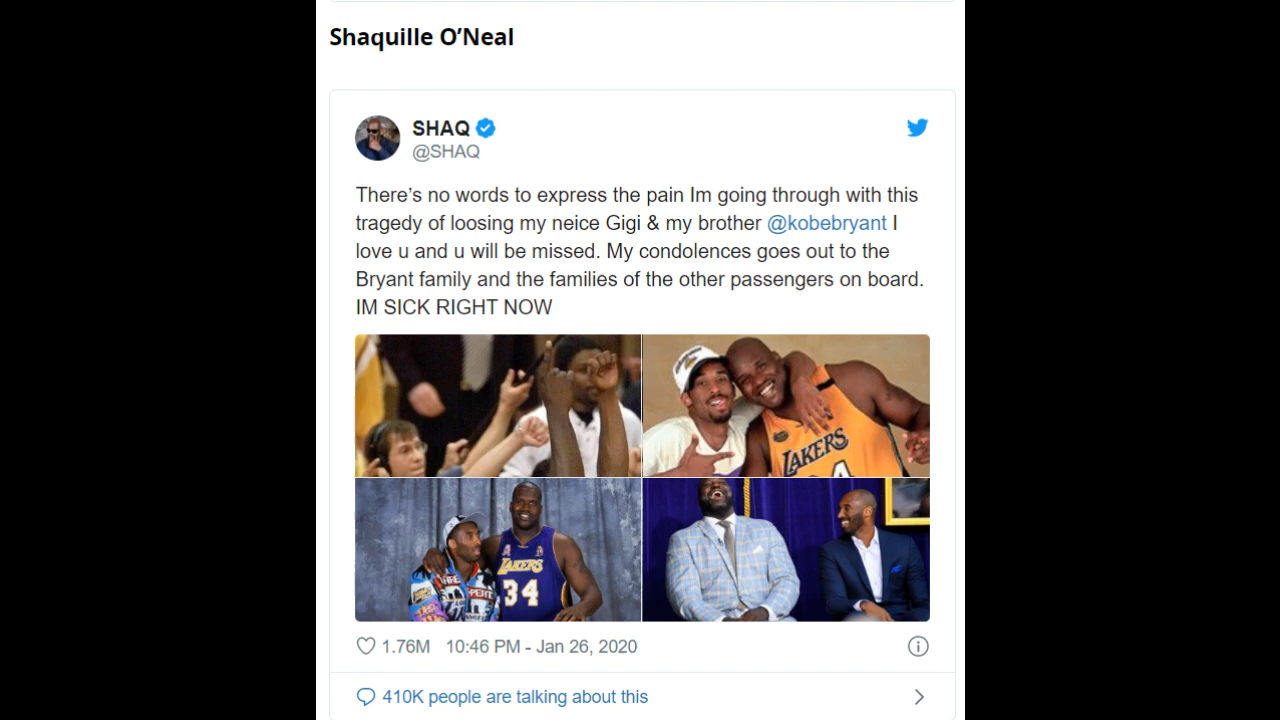 Shaquille O’Neal
SHAQ
@SHAQ
There’s no words to express the pain Im going through with this
tragedy of loosing my neice Gigi & my brother @kobebryant I
love u and u will be missed. My condolences goes out to the
Bryant family and the families of the other passengers on board.
IM SICK RIGHT NOW
LAKERS
LAKERS
34
1.76M 10:46 PM - Jan 26, 2020
410K people are talking about this